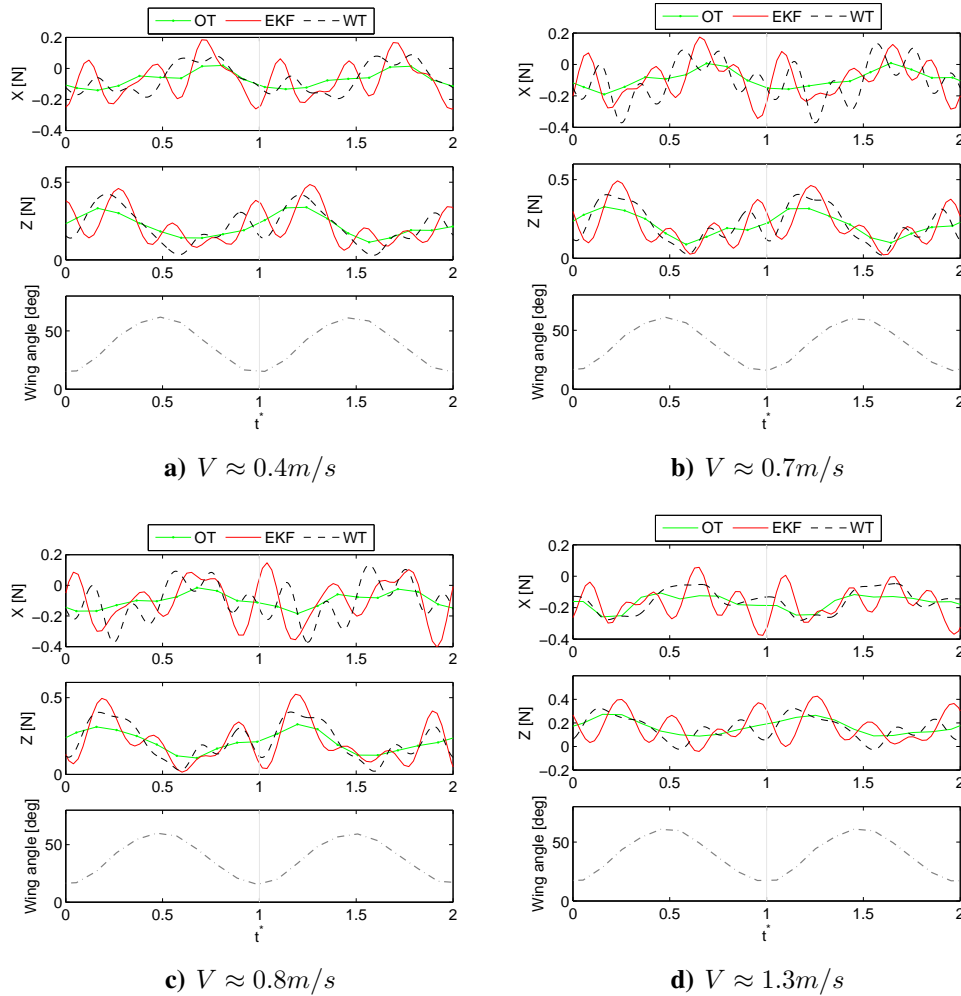 OT EKF WT
0.2
0
−0.2
−0.4
X [N]
0 0.5 1 1.5 2
0.5
0
Z [N]
0 0.5 1 1.5 2
50
0
Wing angle [deg]
0 0.5 1 1.5 2
t*
a) V ≈ 0.4m/s
OT EKF WT
0.2
0
−0.2
−0.4
X [N]
0 0.5 1 1.5 2
0.5
0
Z [N]
0 0.5 1 1.5 2
50
0
Wing angle [deg]
0 0.5 1 1.5 2
t*
b) V ≈ 0.7m/s
OT EKF WT
0.2
0
−0.2
−0.4
X [N]
0 0.5 1 1.5 2
0.5
0
Z [N]
0 0.5 1 1.5 2
50
0
Wing angle [deg]
0 0.5 1 1.5 2
t*
c) V ≈ 0.8m/s
OT EKF WT
0.2
0
−0.2
−0.4
X [N]
0 0.5 1 1.5 2
0.4
0.2
0
−0.2
Z [N]
0 0.5 1 1.5 2
50
0
Wing angle [deg]
0 0.5 1 1.5 2
t*
d) V ≈ 1.3m/s